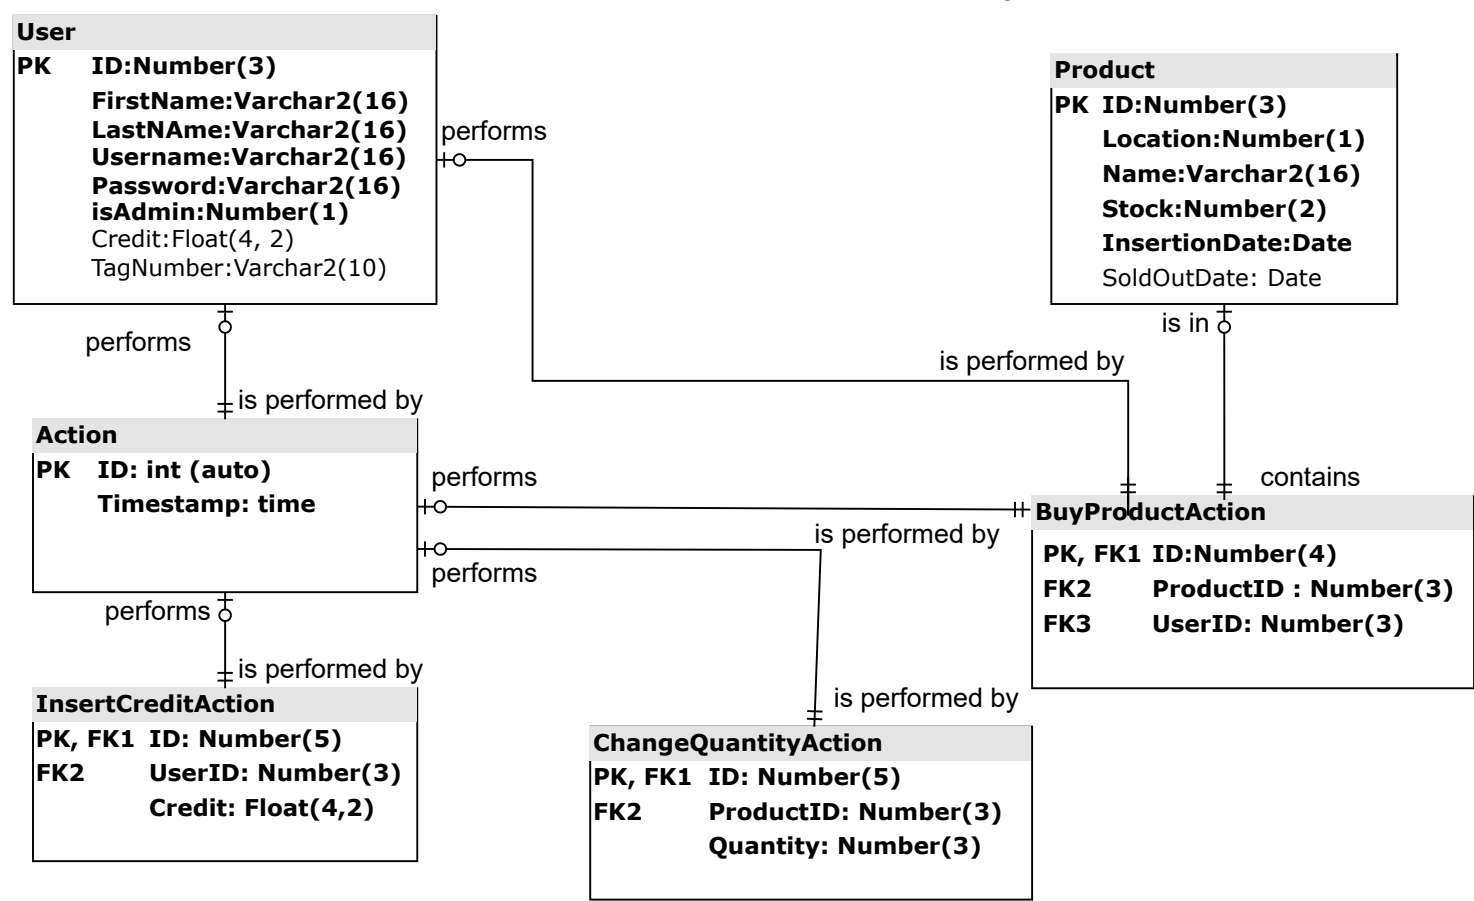 User
PK ID:Number(3)
FirstName:Varchar2(16)
LastNAme:Varchar2(16)
Username:Varchar2(16)
Password:Varchar2(16)
isAdmin:Number(1)
Credit:Float(4, 2)
TagNumber:Varchar2(10)
performs
Product
PK ID:Number(3)
Location:Number(1)
Name:Varchar2(16)
Stock:Number(2)
InsertionDate:Date
SoldOutDate: Date
is in
performs
is performed by
is performed by
contains
Action
PK ID: int (auto)
Timestamp: time
performs
is performed by
performs
BuyProductAction
PK, FK1 ID:Number(4)
FK2 ProductID : Number(3)
FK3 UserID: Number(3)
performs
is performed by
InsertCreditAction
PK, FK1 ID: Number(5)
FK2 UserID: Number(3)
Credit: Float(4,2)
is performed by
ChangeQuantityAction
PK, FK1 ID: Number(5)
FK2 ProductID: Number(3)
Quantity: Number(3)